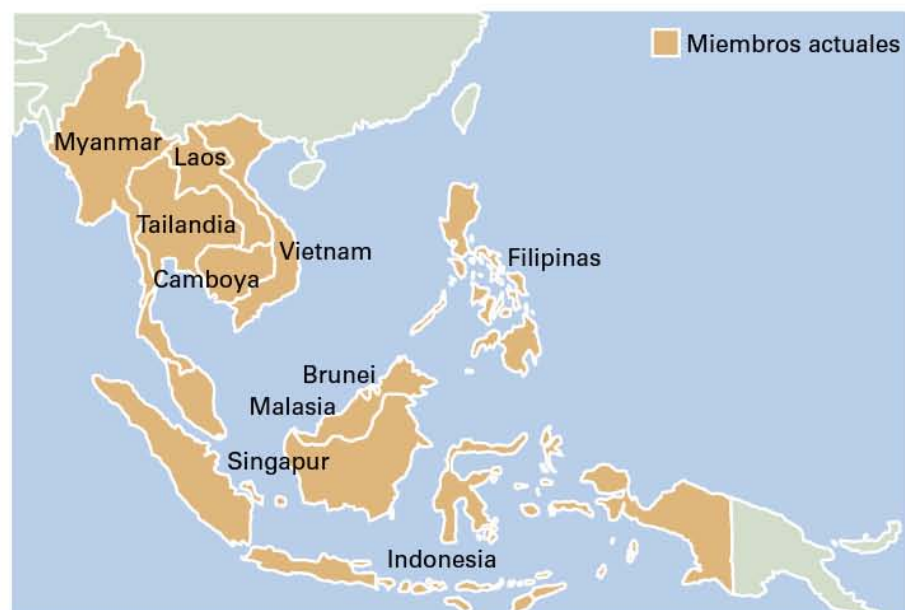 Miembros actuales
Myanmar
Laos
Tailandia
Vietnam
Camboya
Filipinas
Brunei
Malasia
Singapur
Indonesia